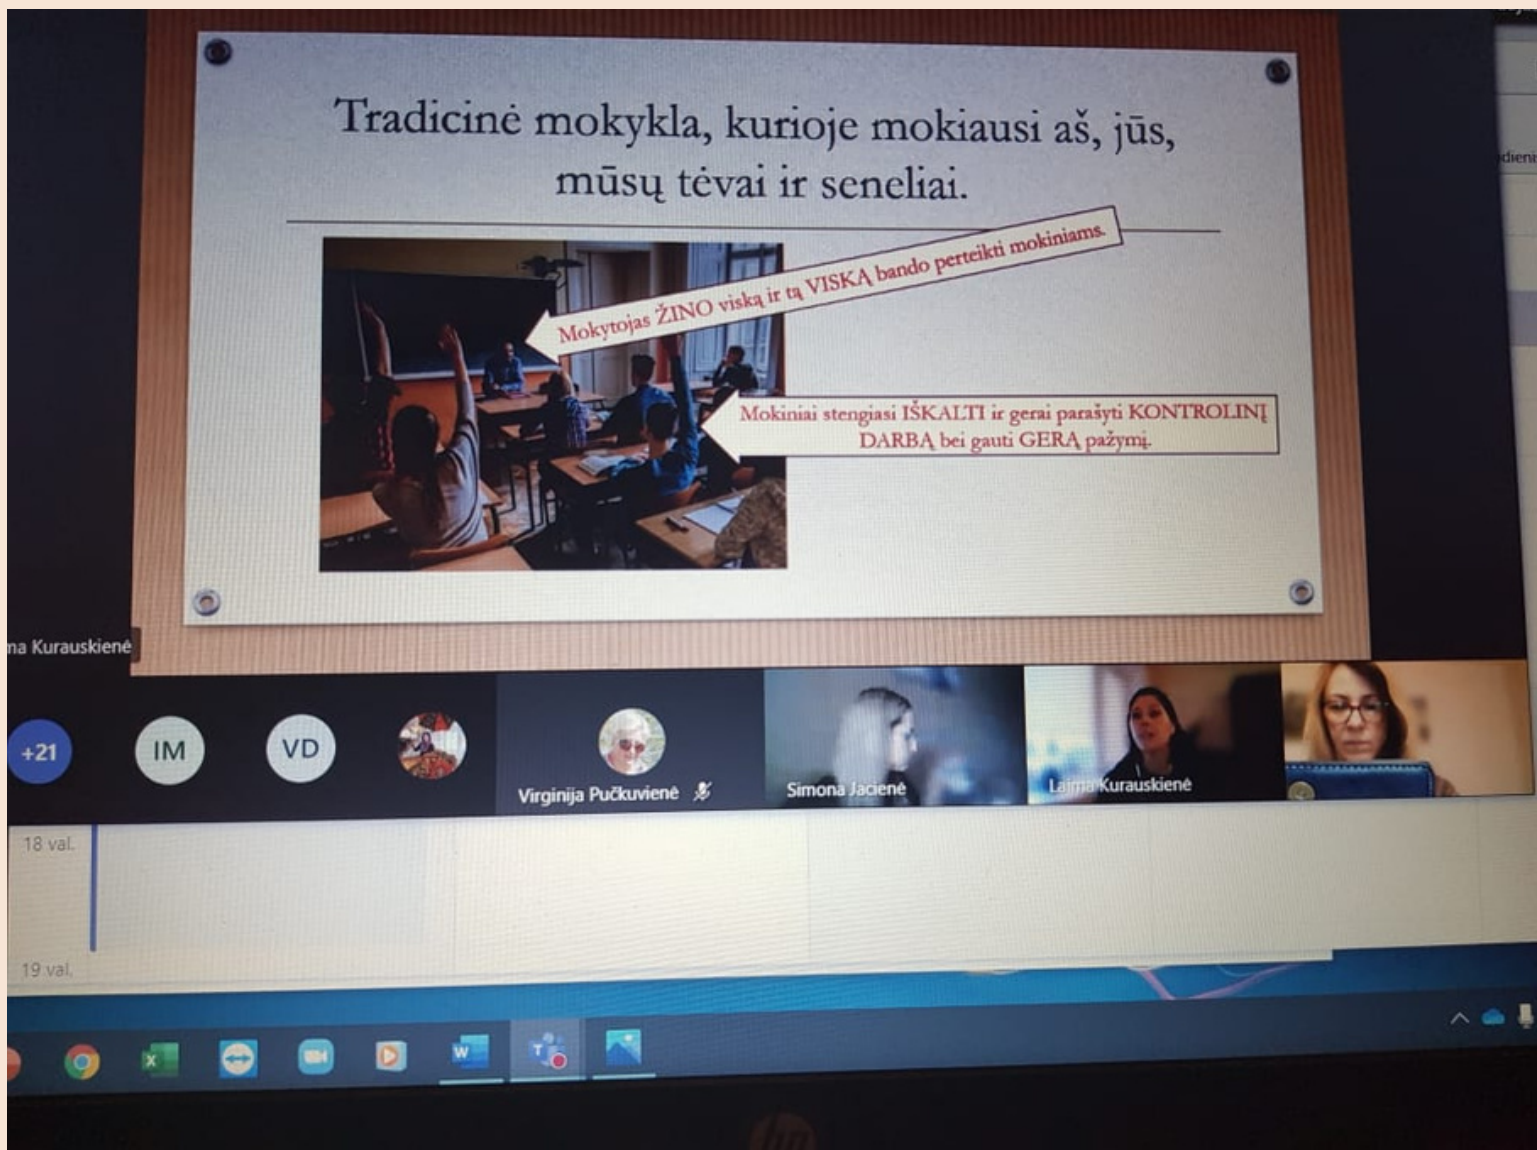 Tradicinė mokykla, kurioje mokiausi aš, jūs,
mūsų tėvai ir seneliai.
Mokytojas ŽINO viską ir tą VISKĄ bando perteikti mokiniams.
Mokiniai stengiasi IŠKALTI ir gerai parašyti KONTROLINĮ
DARBĄ bei gauti GERĄ pažymį.
ma Kurauskienė
+21
IM
VD
Virginija Pučkuvienė
Simona Jacienė
Laima Kurauskienė
18 val.
19 val.
hp